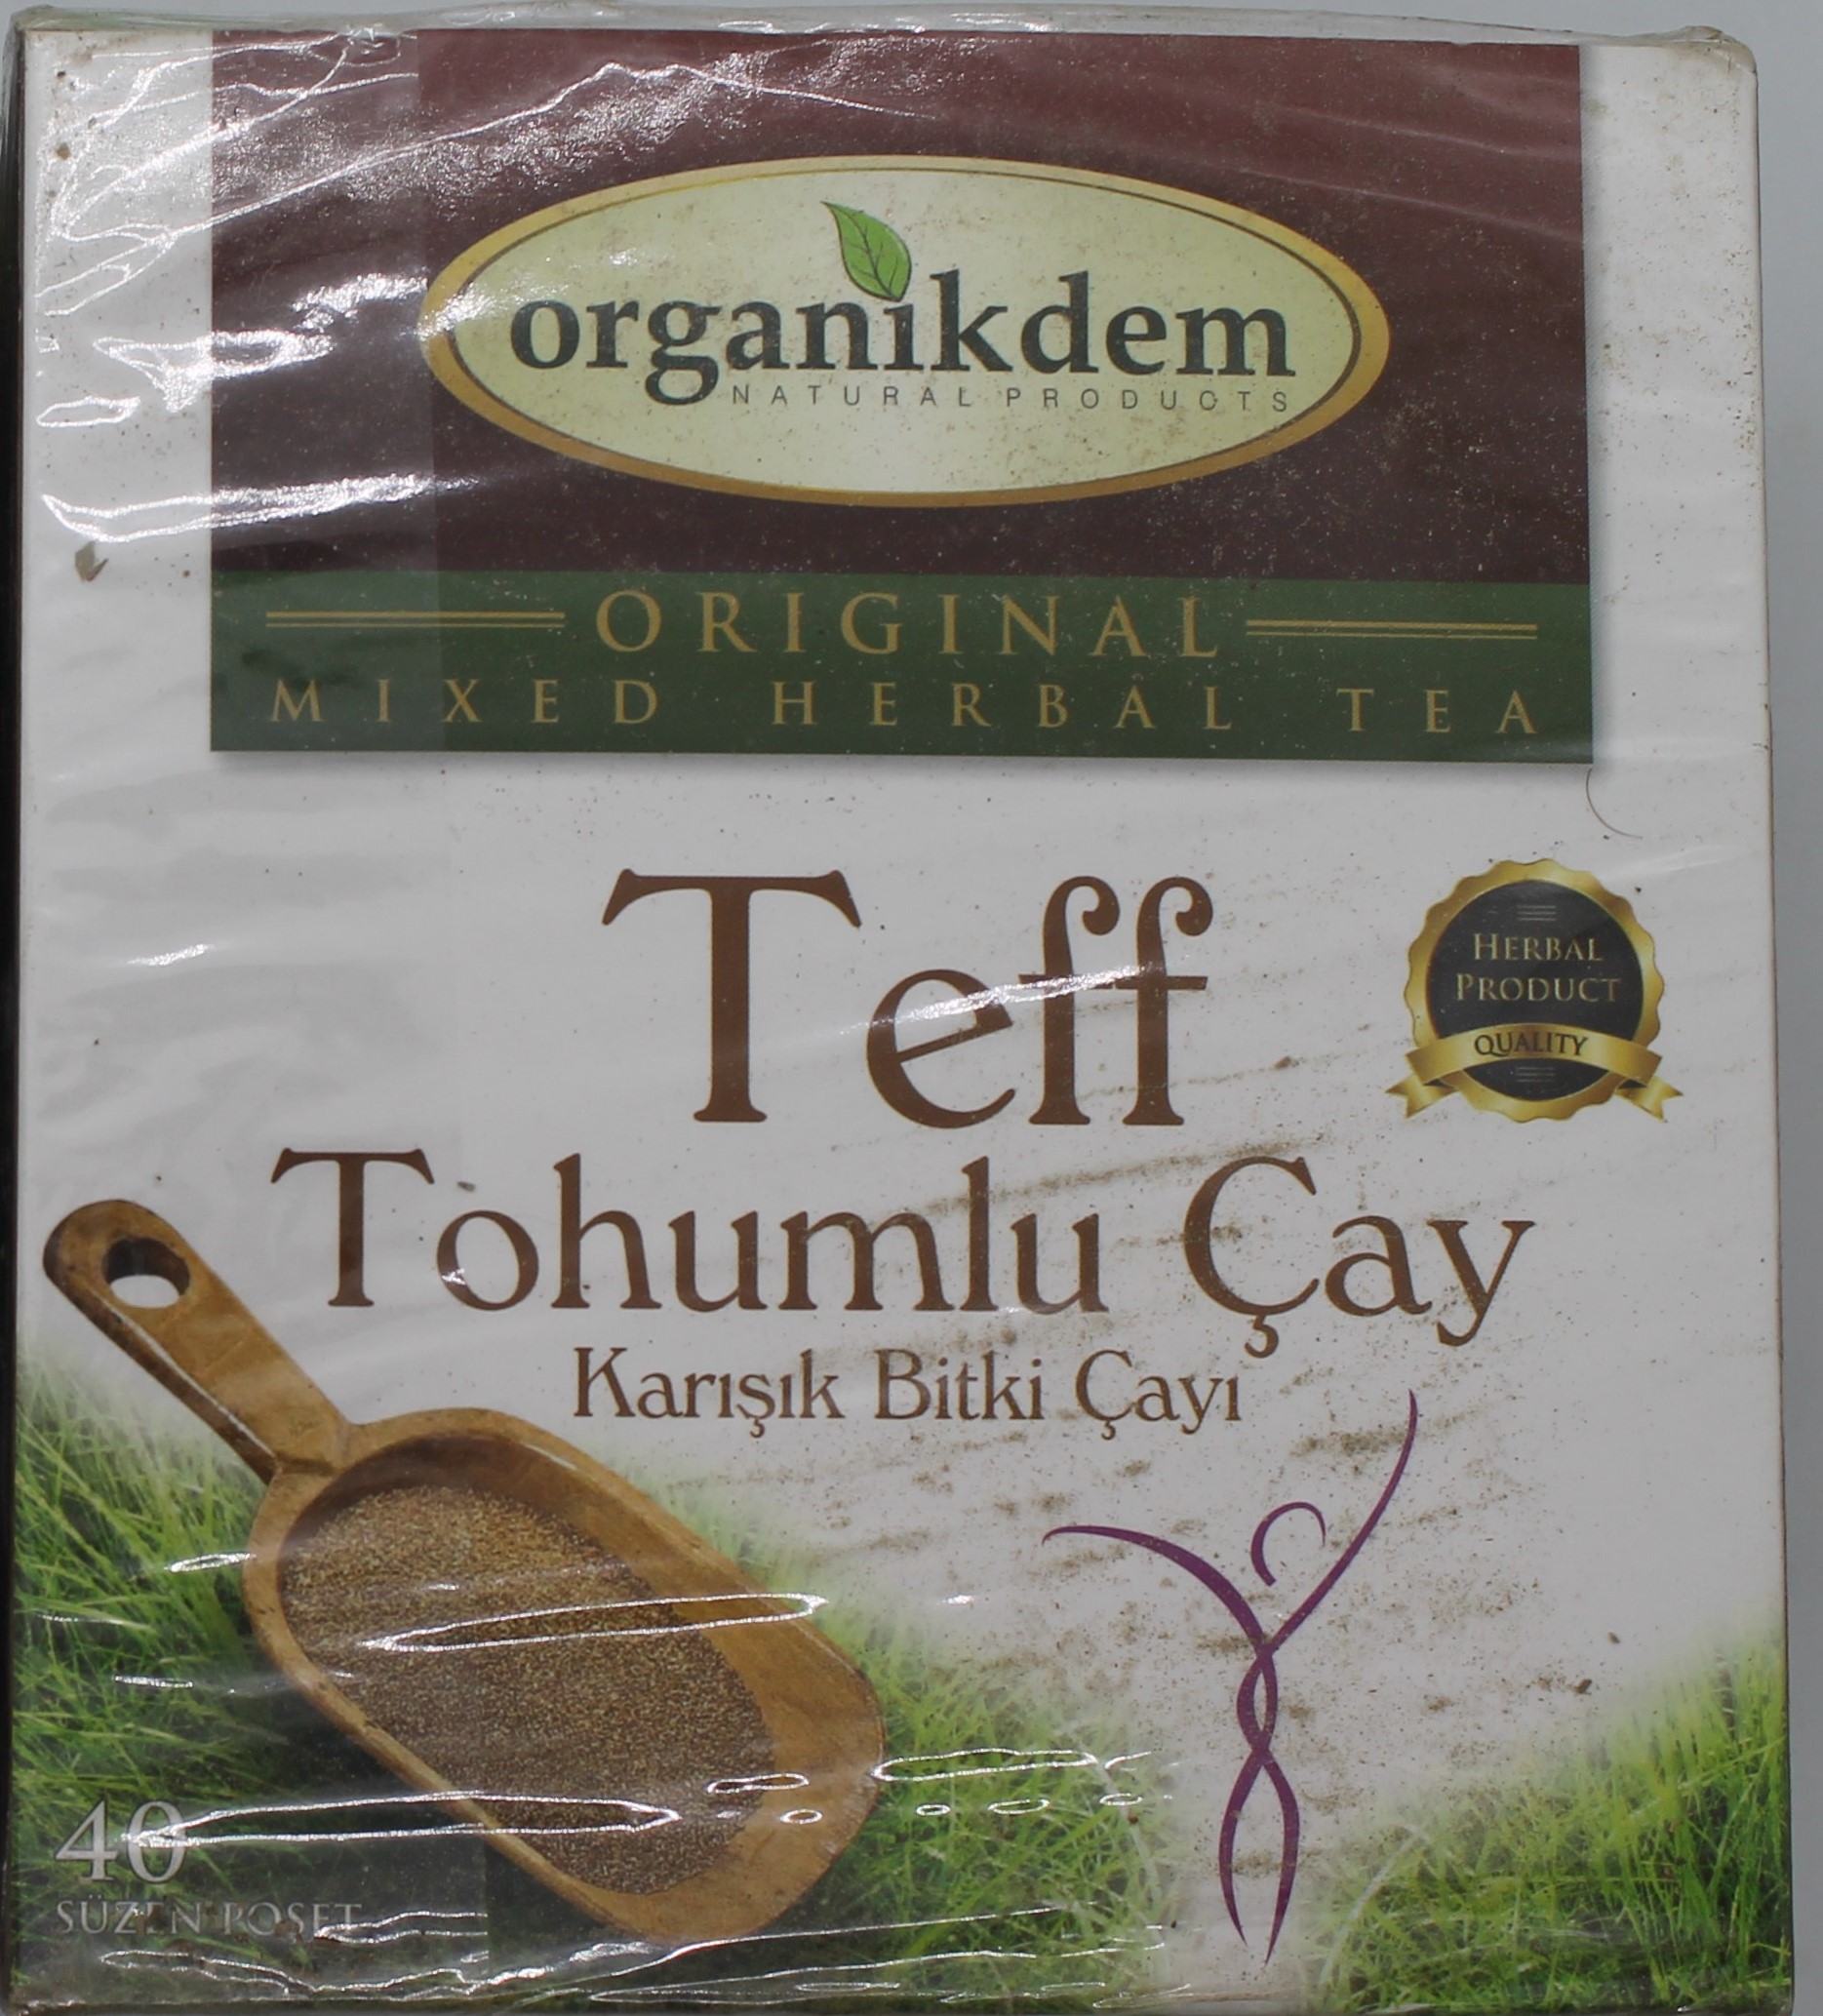 organikdem
NATURAL PRODUCTS
ORIGINAL
MIXED HERBAL TEA
Teff
HERBAL
PRODUCT
QUALITY
Tohumlu Çay
Karışık Bitki Çayı
40
SÜZEN POŞET